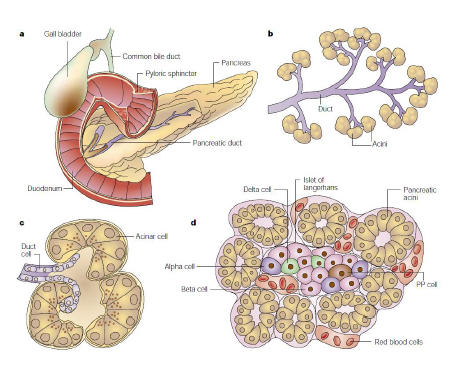 a
Gall bladder
Common bile duct
Pyloric sphincter
Pancreas
Pancreatic duct
Duodenum
b
Duct
Acini
c
Duct
cell
Acinar cell
d
Delta cell
Islet of
langerhans
Pancreatic
acini
Alpha cell
Beta cell
PP cell
Red blood cells